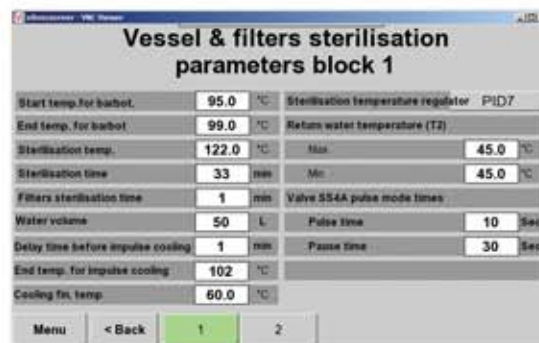 VNC Viewer
Vessel & filters sterilisation
parameters block 1
Start temp.for barbot. 95.0 °C Sterilisation temperature regulator PID7
End temp. for barbot 99.0 °C Return water temperature (T2)
Sterilisation temp. 122.0 °C Max. 45.0 °C
Sterilisation time 33 min Min 45.0 °C
Filters sterilisation time 1 min Valve SS4A pulse mode times
Water volume 50 L Pulse time 10 Sec
Delay time before impulse cooling 1 min Pause time 30 Sec
End temp. for impulse cooling 102 °C
Cooling fin. temp 60.0 °C
Menu < Back 1 2